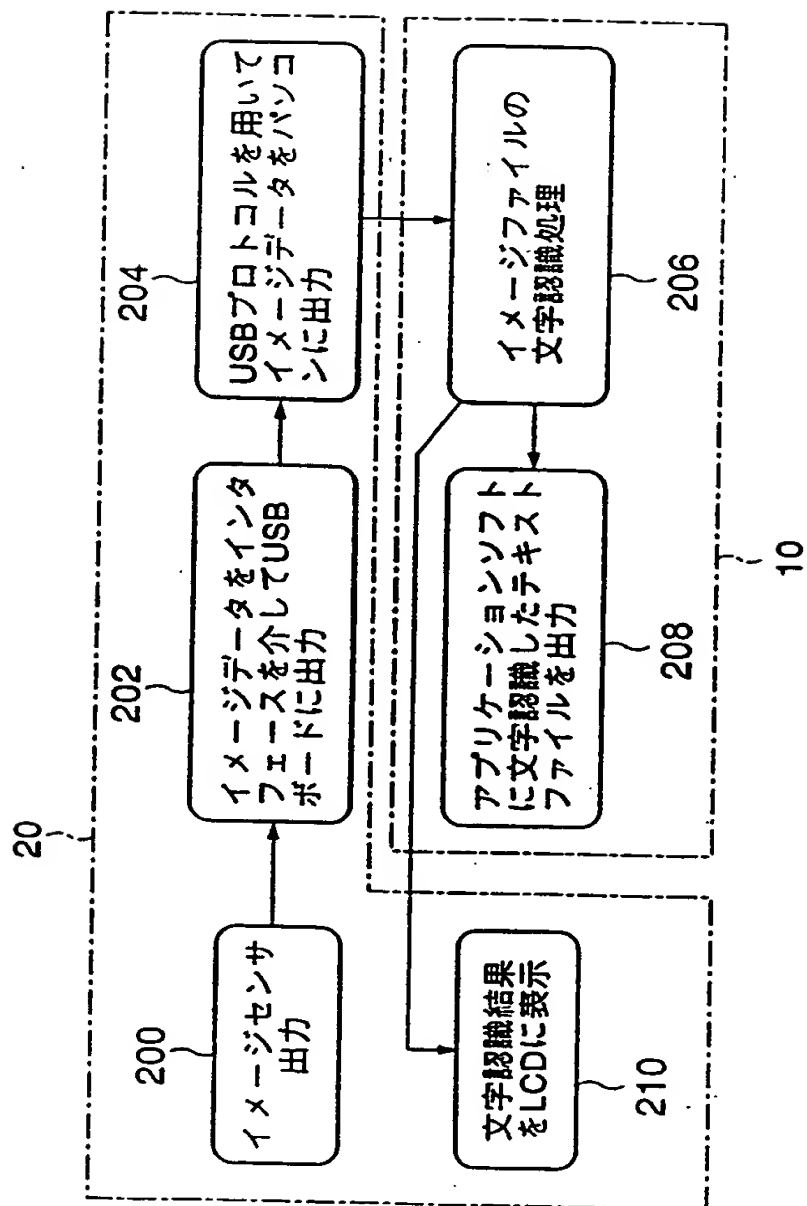 20
200
イメージセンサ
出力
202
イメージデータをインタ
フェースを介してUSB
ボードに出力
204
USBプロトコルを用いて
イメージデータをパソコ
ンに出力
206
イメージファイルの
文字認識処理
208
アプリケーションソフト
に文字認識したテキスト
ファイルを出力
210
文字認識結果
をLCDに表示
10